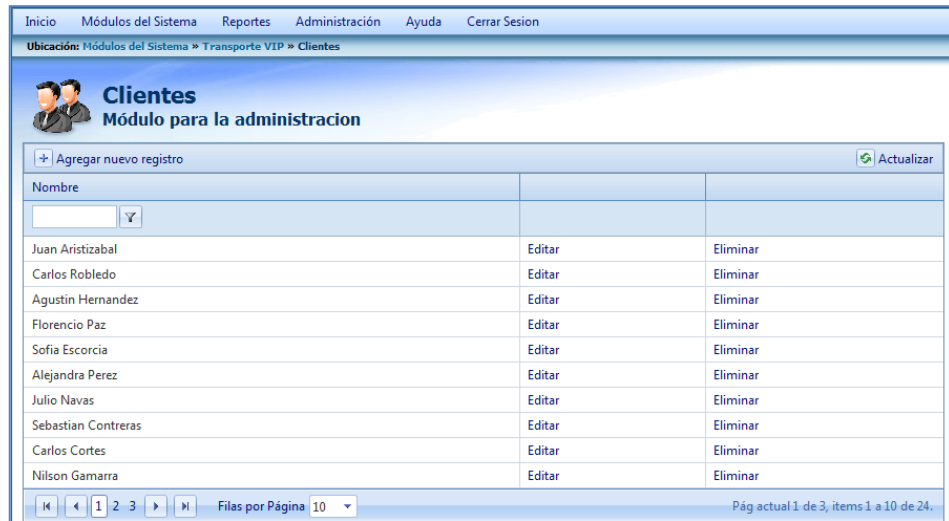 Inicio Módulos del Sistema Reportes Administración Ayuda Cerrar Sesion
Ubicación: Módulos del Sistema » Transporte VIP » Clientes
Clientes
Módulo para la administracion
Agregar nuevo registro Actualizar
Nombre
Juan Aristizabal Editar Eliminar
Carlos Robledo Editar Eliminar
Agustin Hernandez Editar Eliminar
Florencio Paz Editar Eliminar
Sofia Escorcia Editar Eliminar
Alejandra Perez Editar Eliminar
Julio Navas Editar Eliminar
Sebastian Contreras Editar Eliminar
Carlos Cortes Editar Eliminar
Nilson Gamarra Editar Eliminar
1 2 3 Filas por Página 10 Pág actual 1 de 3, items 1 a 10 de 24.